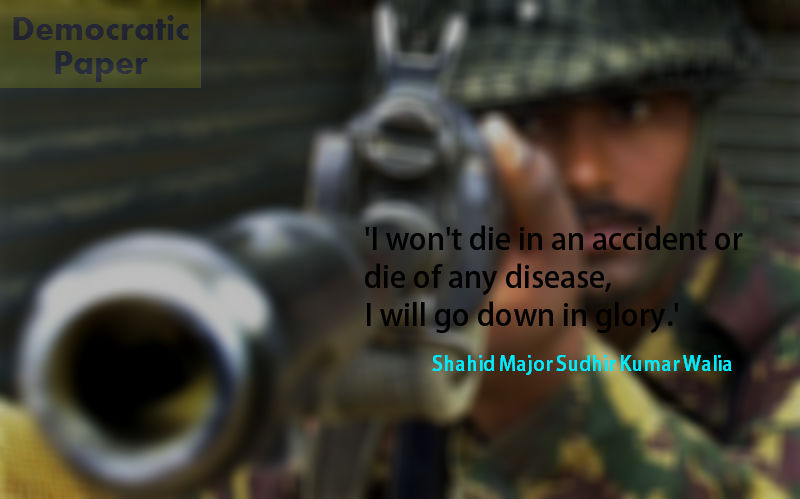 Democratic
Paper
'I won't die in an accident or
die of any disease,
I will go down in glory.'
Shahid Major Sudhir Kumar Walia